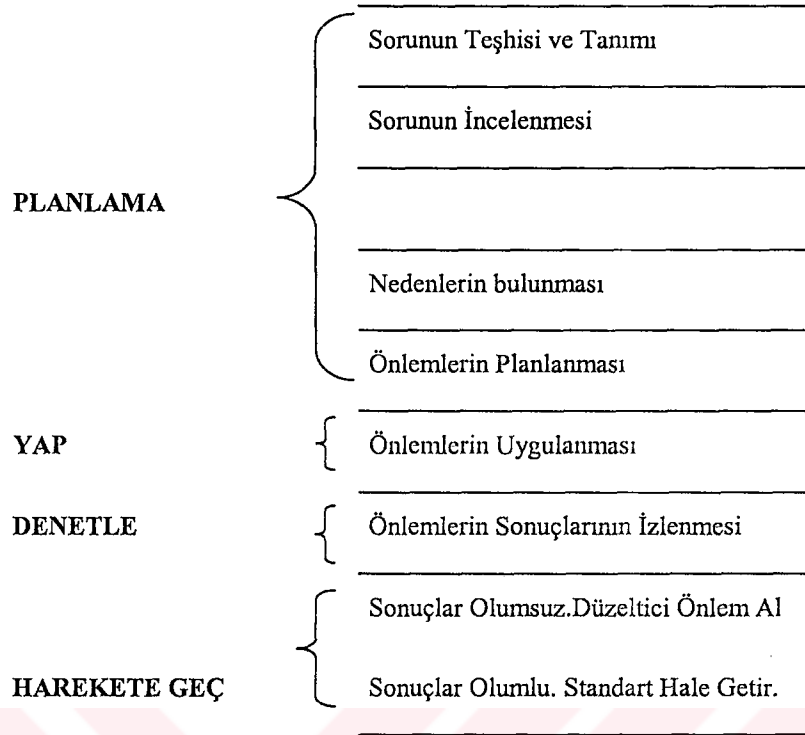 Sorunun Teşhisi ve Tanımı
Sorunun İncelenmesi
PLANLAMA
Nedenlerin bulunması
Önlemlerin Planlanması
YAP Önlemlerin Uygulanması
DENETLE Önlemlerin Sonuçlarının İzlenmesi
Sonuçlar Olumsuz.Düzeltici Önlem Al
HAREKETE GEÇ Sonuçlar Olumlu. Standart Hale Getir.